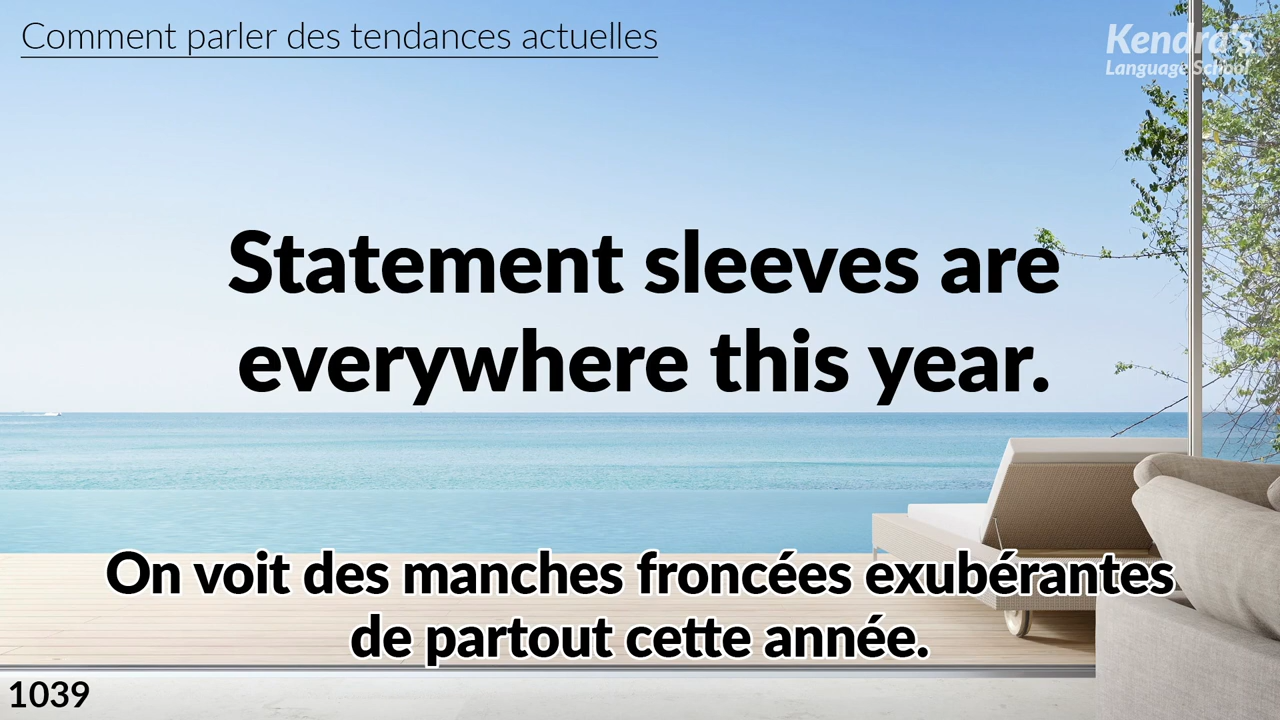 Comment parler des tendances actuelles
Kendra's
Language School
Statement sleeves are
everywhere this year.
On voit des manches froncées exubérantes
de partout cette année.
1039